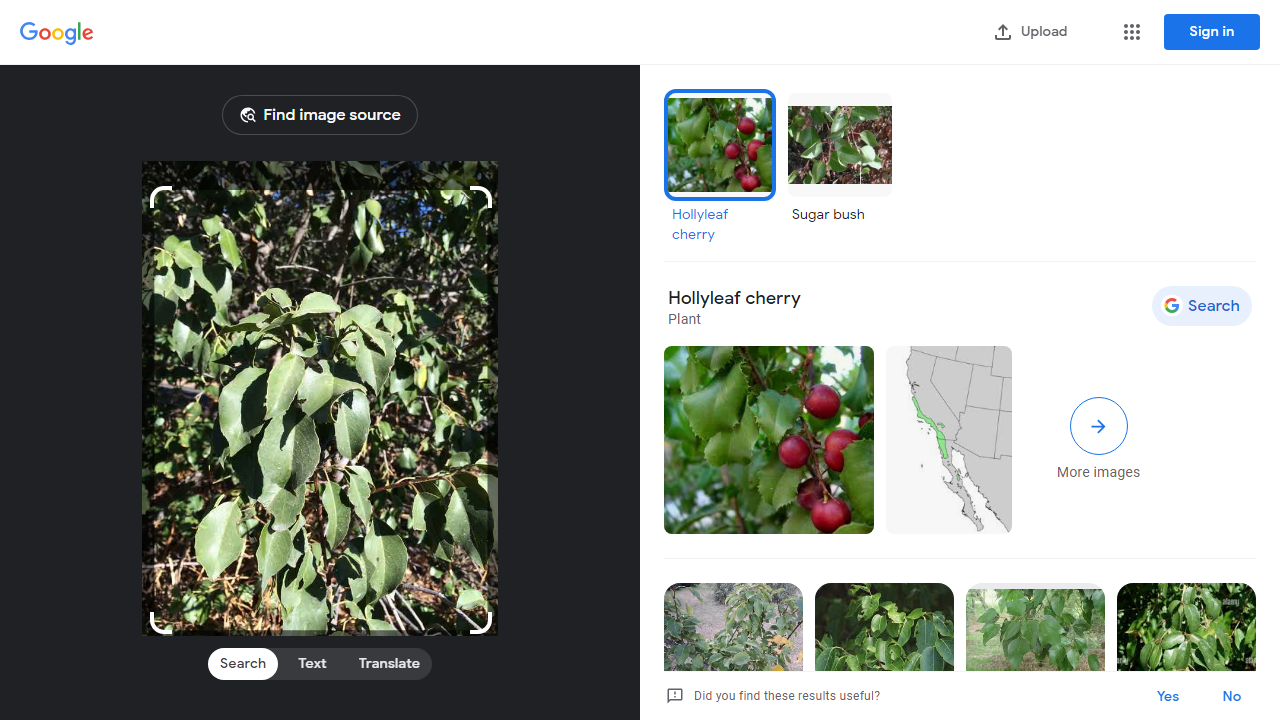 Google
Upload
Sign in
Find image source
Hollyleaf
cherry
Sugar bush
Hollyleaf cherry
Plant
Search
More images
alamy
Search
Text
Translate
Did you find these results useful?
Yes
No